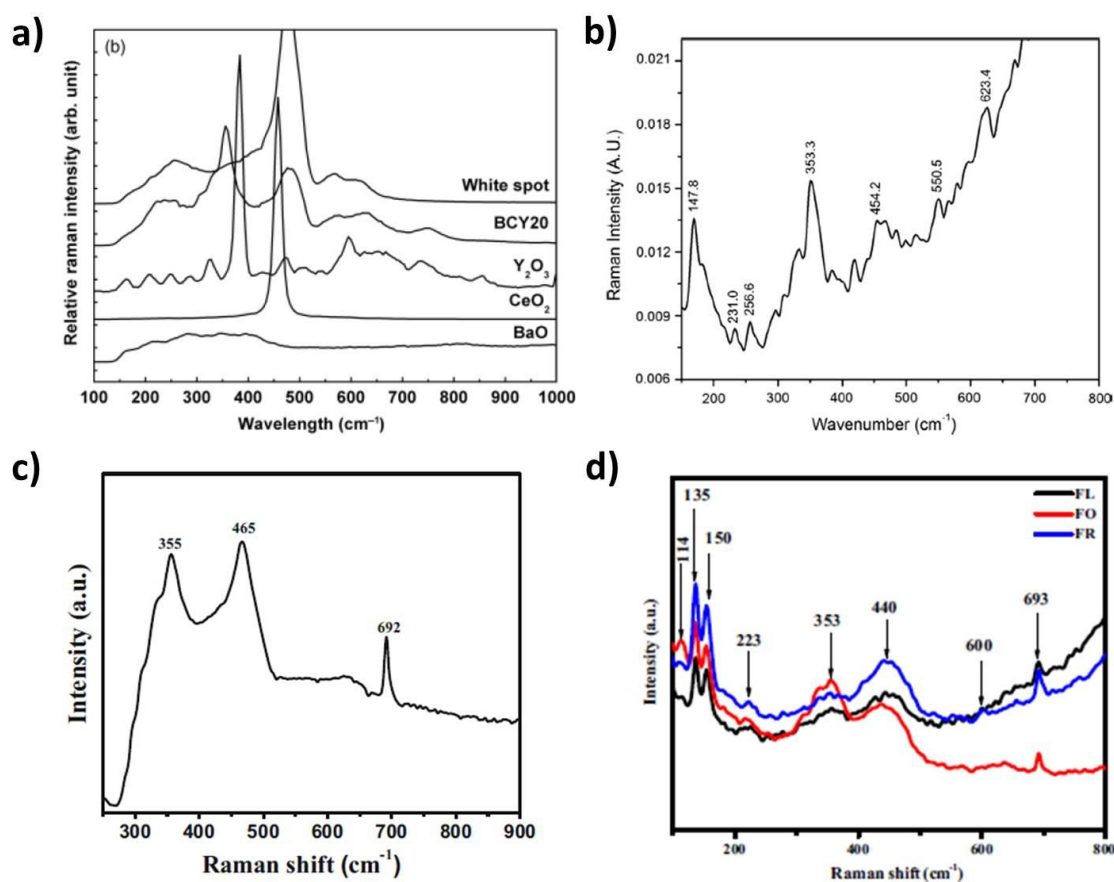 a)
(b)
Relative raman intensity (arb. unit)
White spot
BCY20
Y₂O₃
CeO₂
BaO
100 200 300 400 500 600 700 800 900 1000
Wavelength (cm⁻¹)
b)
Raman Intensity (A.U.)
0.021
0.018
0.015
0.012
0.009
0.006
147.8
231.0
256.6
353.3
454.2
550.5
623.4
200 300 400 500 600 700 800
Wavenumber (cm⁻¹)
c)
Intensity (a.u.)
355
465
692
300 400 500 600 700 800 900
Raman shift (cm⁻¹)
d)
Intensity (a.u.)
114
135
150
223
353
440
600
693
FL
FO
FR
200 400 600 800
Raman shift (cm⁻¹)